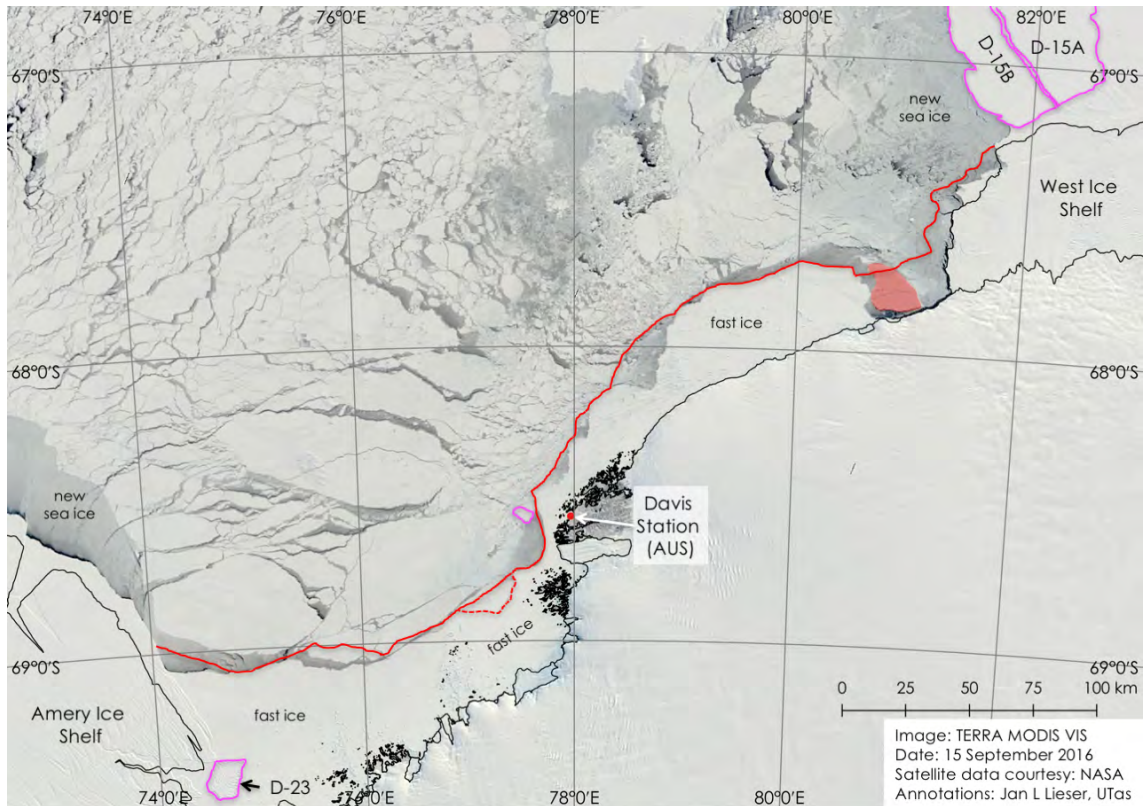 74°0'E
76°0'E
78°0'E
80°0'E
82°0'E
D-15A
D-15B
67°0'S
67°0'S
new
sea ice
West Ice
Shelf
fast ice
68°0'S
68°0'S
new
sea ice
Davis
Station
(AUS)
fast ice
69°0'S
69°0'S
fast ice
Amery Ice
Shelf
D-23
0 25 50 75 100 km
74°0'E
76°0'E
78°0'E
80°0'E
Image: TERRA MODIS VIS
Date: 15 September 2016
Satellite data courtesy: NASA
Annotations: Jan L Lieser, UTas